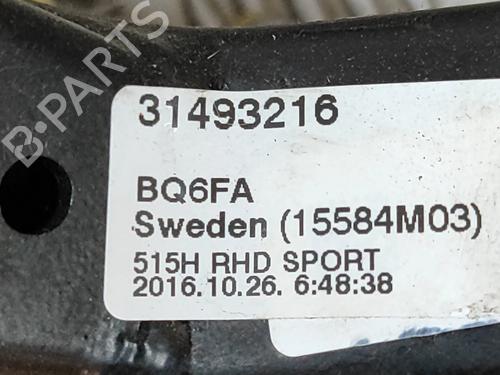 31493216
BQ6FA
Sweden (15584M03)
515H RHD SPORT
2016.10.26. 6:48:38
B-PARTS